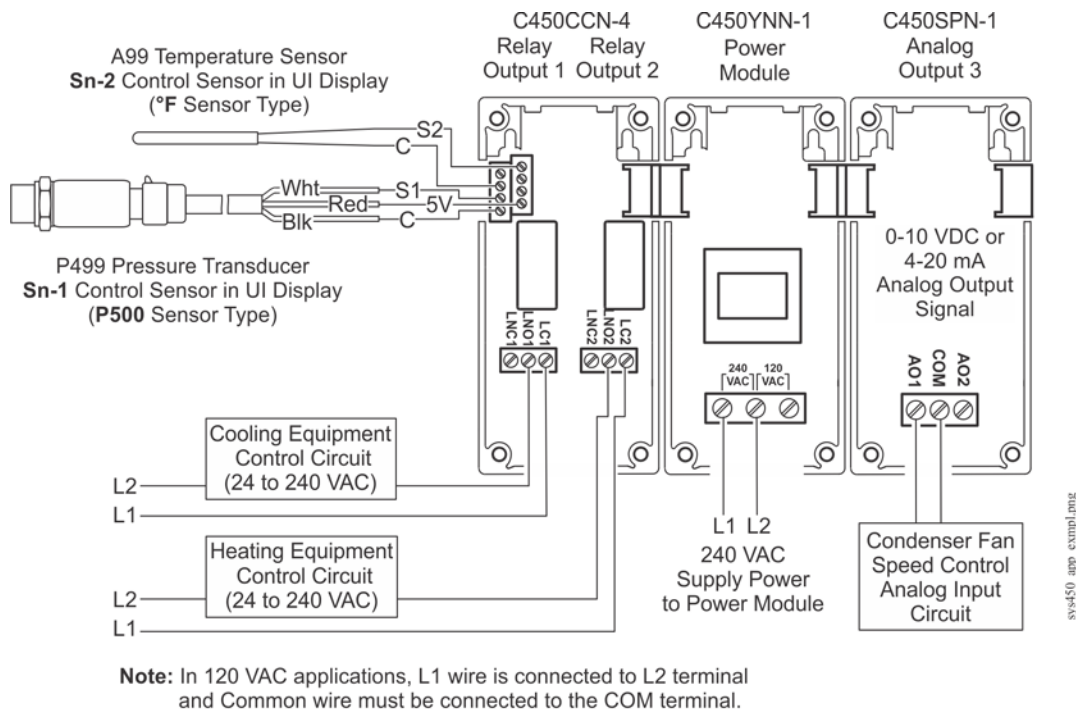 C450CCN-4
Relay Relay
Output 1 Output 2
C450YNN-1
Power
Module
C450SPN-1
Analog
Output 3
A99 Temperature Sensor
Sn-2 Control Sensor in UI Display
(°F Sensor Type)
S2
C
Wht
S1
Red
5V
Blk
C
P499 Pressure Transducer
Sn-1 Control Sensor in UI Display
(P500 Sensor Type)
LNC1
LNO1
LC1
LNC2
LNO2
LC2
240
VAC
120
VAC
0-10 VDC or
4-20 mA
Analog Output
Signal
AO1
COM
AO2
Cooling Equipment
Control Circuit
(24 to 240 VAC)
L2
L1
Heating Equipment
Control Circuit
(24 to 240 VAC)
L2
L1
L1 L2
240 VAC
Supply Power
to Power Module
Condenser Fan
Speed Control
Analog Input
Circuit
sys450_app_exmpl.png
Note: In 120 VAC applications, L1 wire is connected to L2 terminal
and Common wire must be connected to the COM terminal.